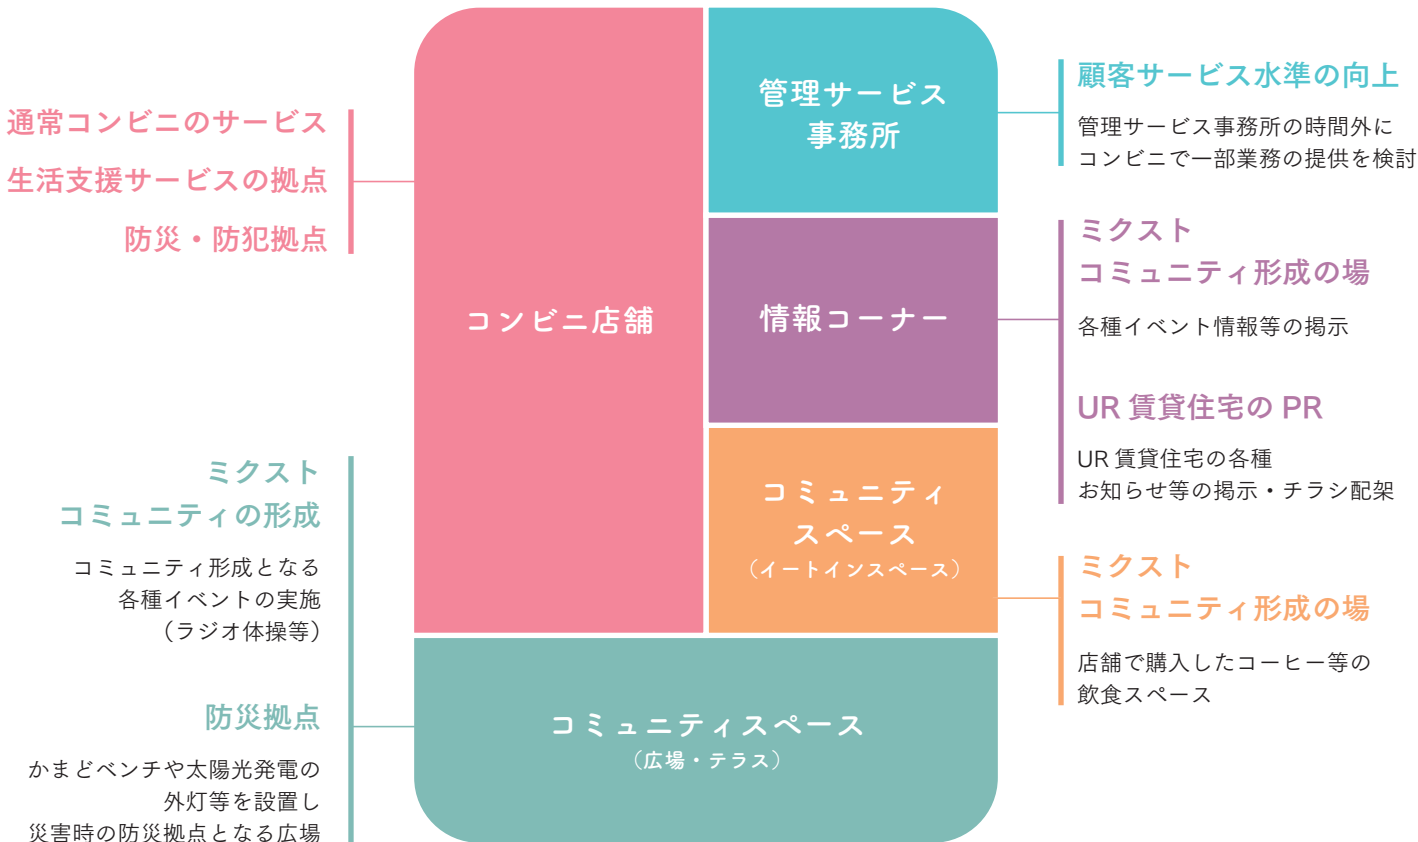 通常コンビニのサービス
生活支援サービスの拠点
防災・防犯拠点
ミクスト
コミュニティの形成
コミュニティ形成となる
各種イベントの実施
（ラジオ体操等）
防災拠点
かまどベンチや太陽光発電の
外灯等を設置し
災害時の防災拠点となる広場
コンビニ店舗
管理サービス
事務所
情報コーナー
コミュニティ
スペース
（イートインスペース）
コミュニティスペース
（広場・テラス）
顧客サービス水準の向上
管理サービス事務所の時間外に
コンビニで一部業務の提供を検討
ミクスト
コミュニティ形成の場
各種イベント情報等の掲示
UR 賃貸住宅の PR
UR 賃貸住宅の各種
お知らせ等の掲示・チラシ配架
ミクスト
コミュニティ形成の場
店舗で購入したコーヒー等の
飲食スペース